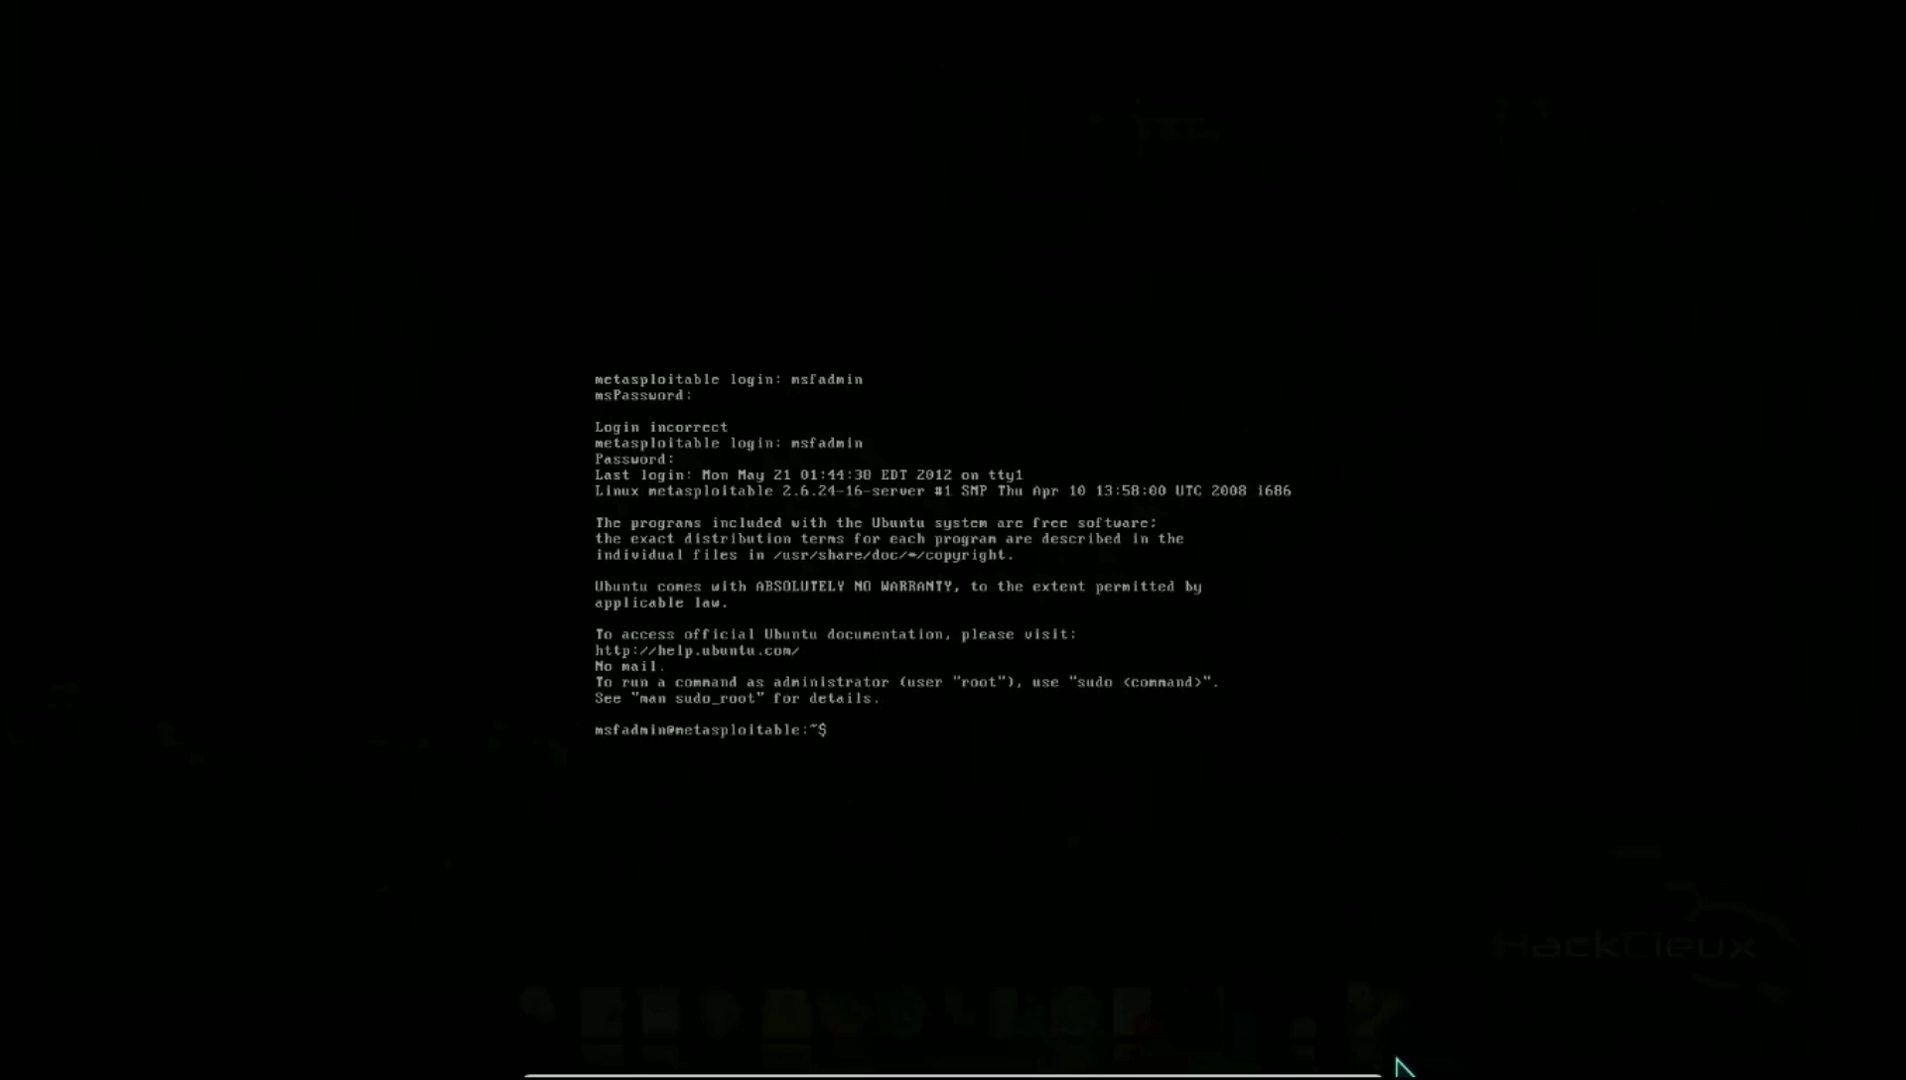 metasploitable login: msfadmin
msPassword:
Login incorrect
metasploitable login: msfadmin
Password:
Last login: Mon May 21 01:44:38 EDT 2012 on tty1
Linux metasploitable 2.6.24-16-server #1 SMP Thu Apr 10 13:58:00 UTC 2008 i686
The programs included with the Ubuntu system are free software;
the exact distribution terms for each program are described in the
individual files in /usr/share/doc/*/copyright.
Ubuntu comes with ABSOLUTELY NO WARRANTY, to the extent permitted by
applicable law.
To access official Ubuntu documentation, please visit:
http://help.ubuntu.com/
No mail.
To run a command as administrator (user "root"), use "sudo <command>".
See "man sudo_root" for details.
msfadmin@metasploitable:~$